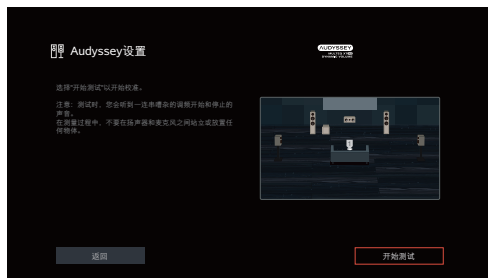 Audyssey设置
AUDYSSEY
MULTEQ XT32
DYNAMIC VOLUME
选择“开始测试”以开始校准。
注意：测试时，您会听到一连串嘈杂的调频开始和停止的
声音。
在测量过程中，不要在扬声器和麦克风之间站立或放置任
何物体。
返回
开始测试